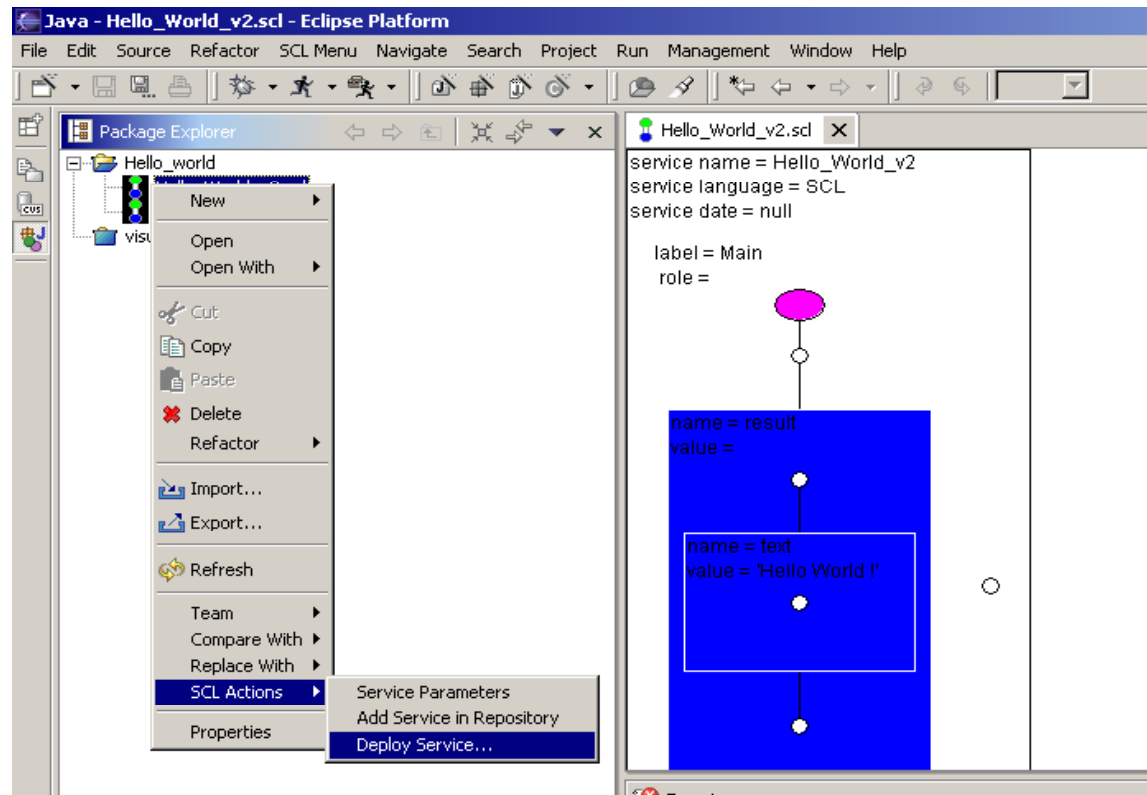 Java - Hello_World_v2.scl - Eclipse Platform
File Edit Source Refactor SCL Menu Navigate Search Project Run Management Window Help
Package Explorer
Hello_World_v2.scl
Hello_world
New
Open
Open With
Cut
Copy
Paste
Delete
Refactor
Import...
Export...
Refresh
Team
Compare With
Replace With
SCL Actions
Properties
Service Parameters
Add Service in Repository
Deploy Service...
CVS
service name = Hello_World_v2
service language = SCL
service date = null
label = Main
role =
name = result
value =
name = text
value = 'Hello World !'